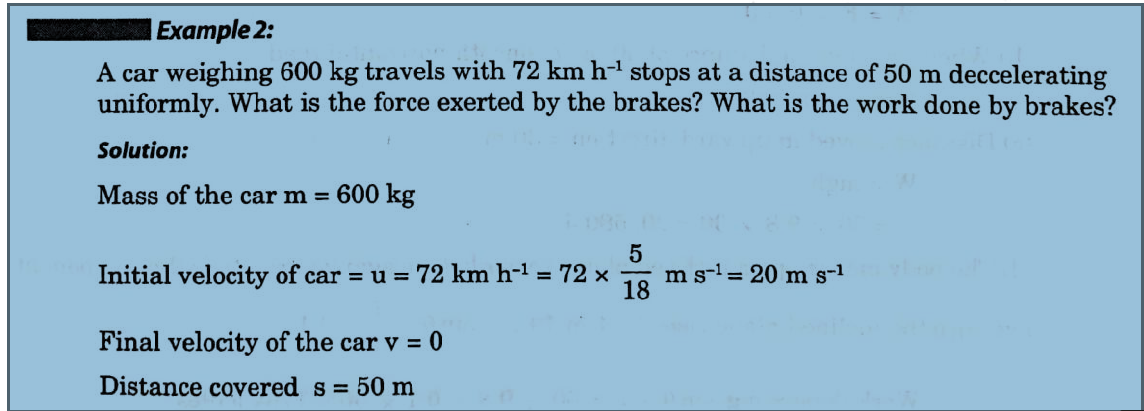 Example 2:
A car weighing 600 kg travels with 72 km h⁻¹ stops at a distance of 50 m deccelerating
uniformly. What is the force exerted by the brakes? What is the work done by brakes?
Solution:
Mass of the car m = 600 kg
Initial velocity of car = u = 72 km h⁻¹ = 72 × 5/18 m s⁻¹ = 20 m s⁻¹
Final velocity of the car v = 0
Distance covered s = 50 m